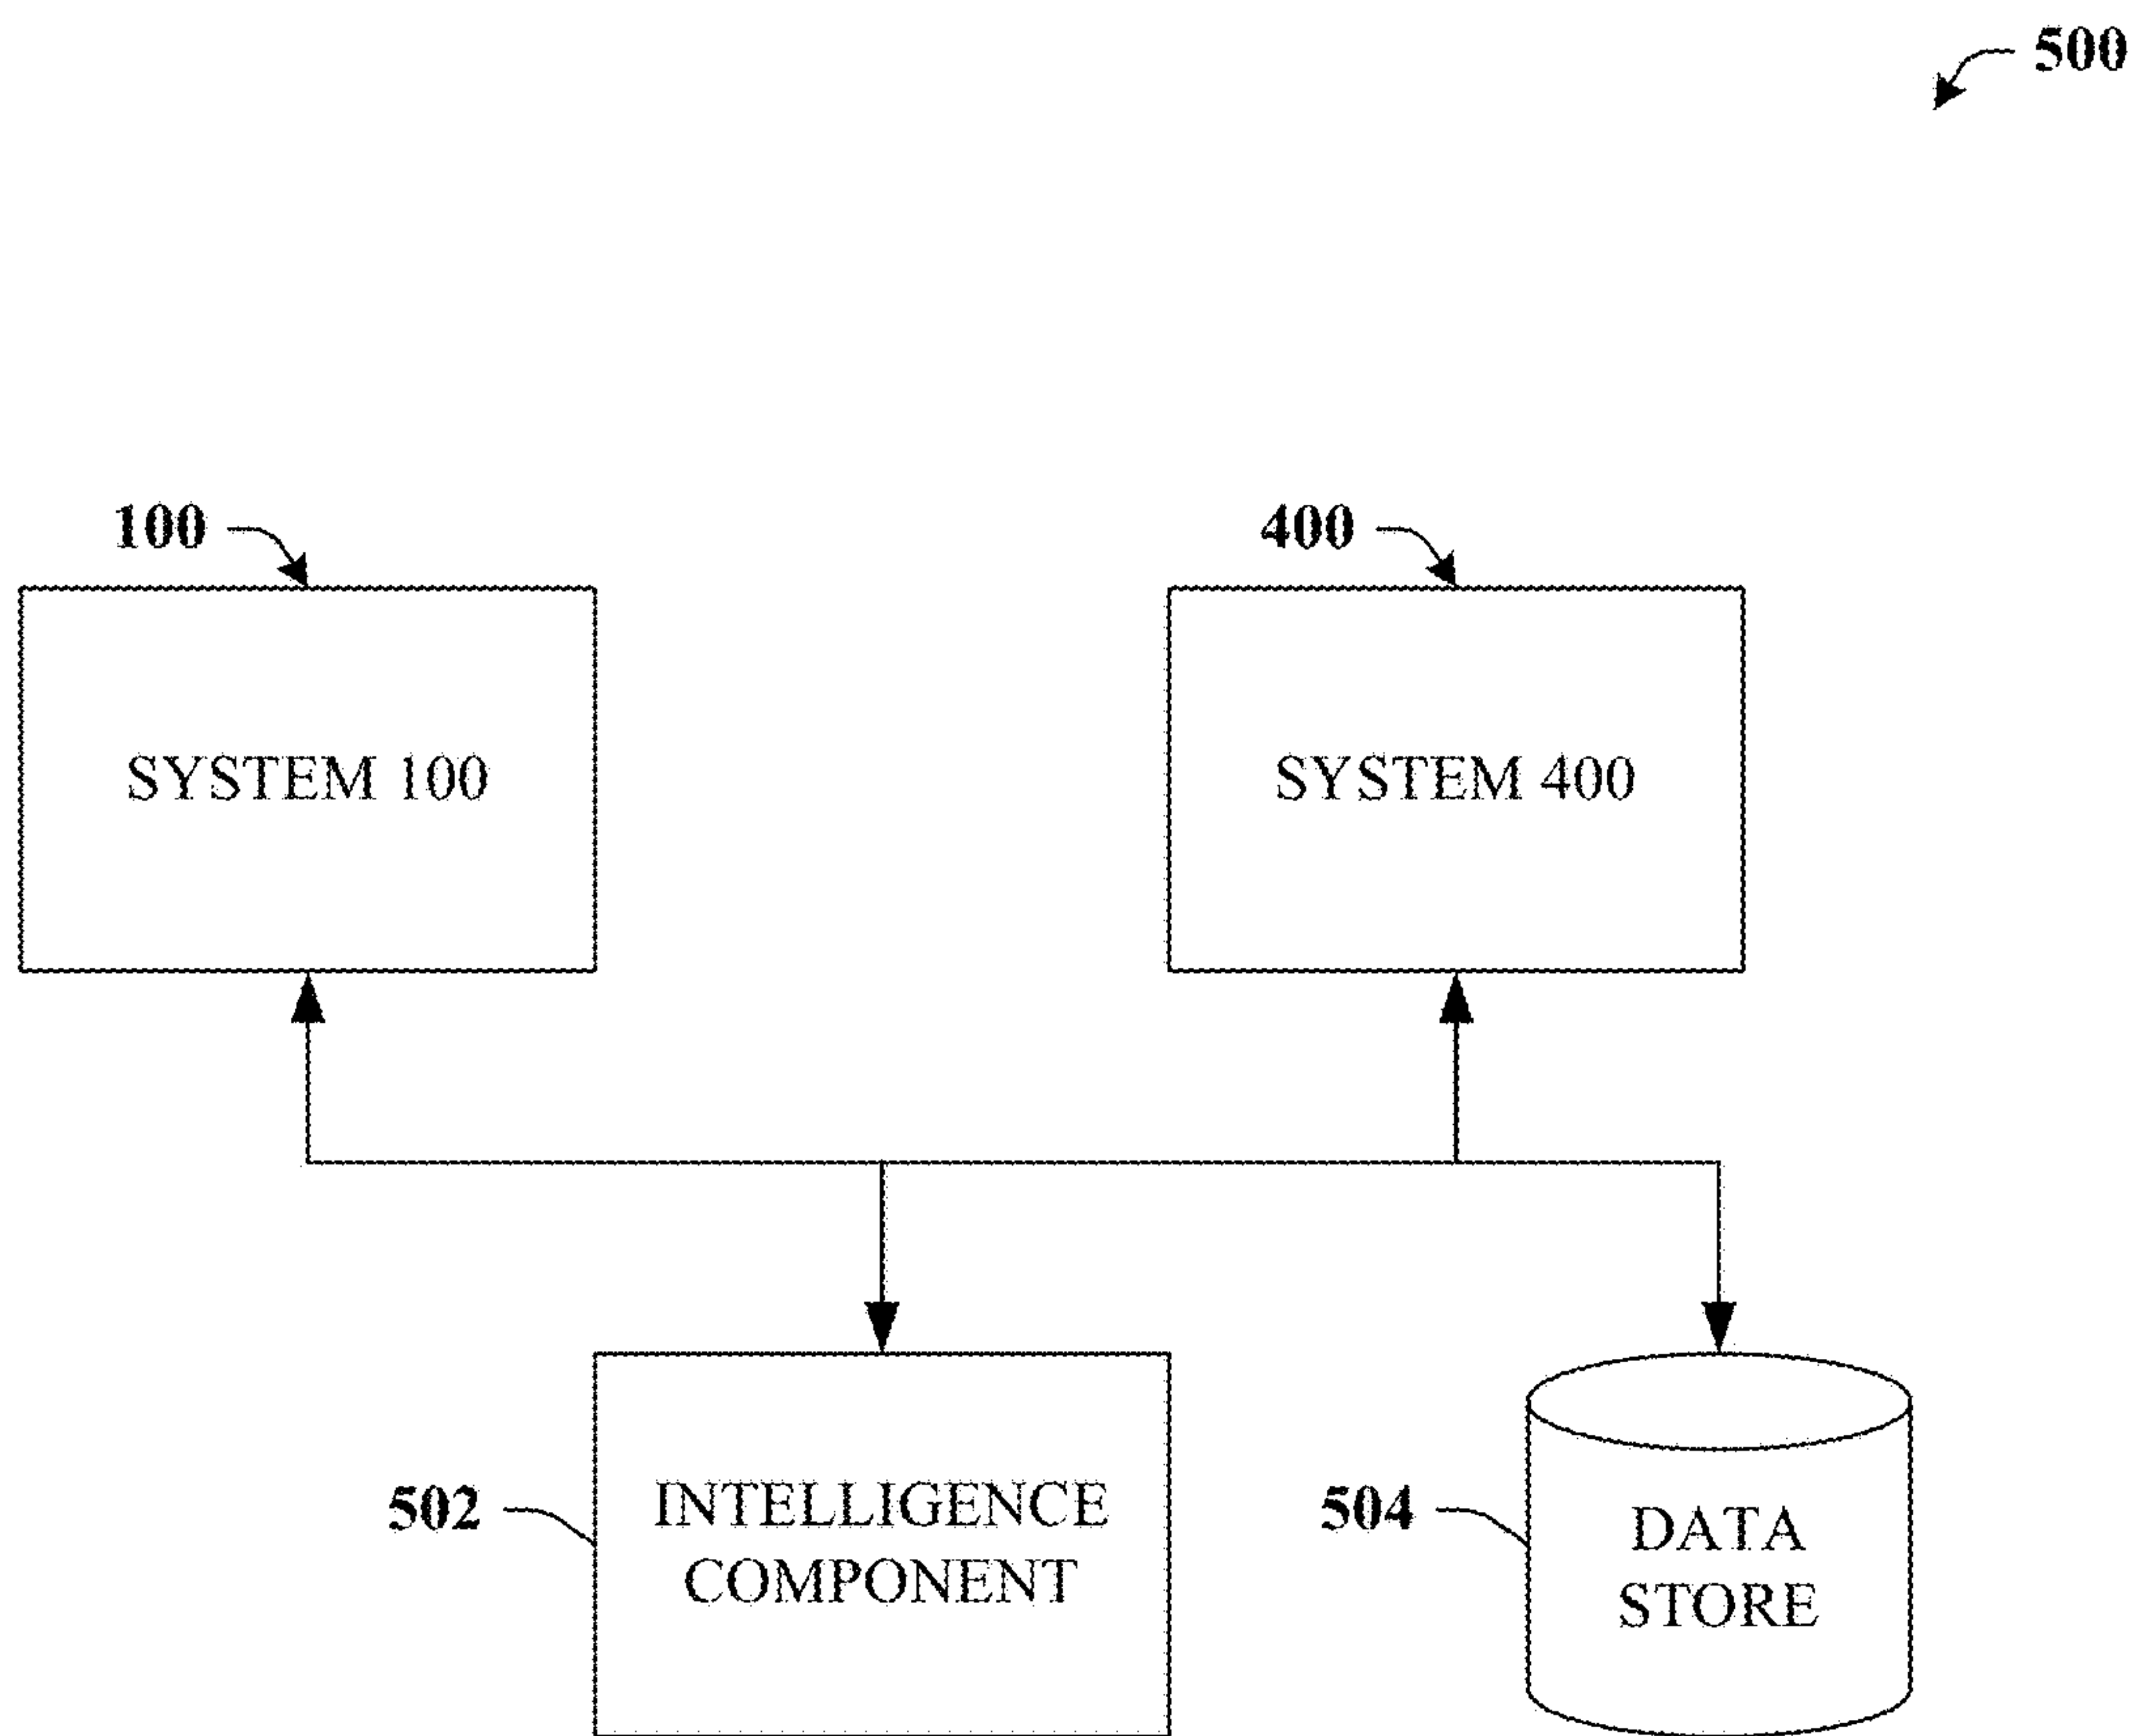 500
100
400
SYSTEM 100
SYSTEM 400
502
INTELLIGENCE
COMPONENT
504
DATA
STORE